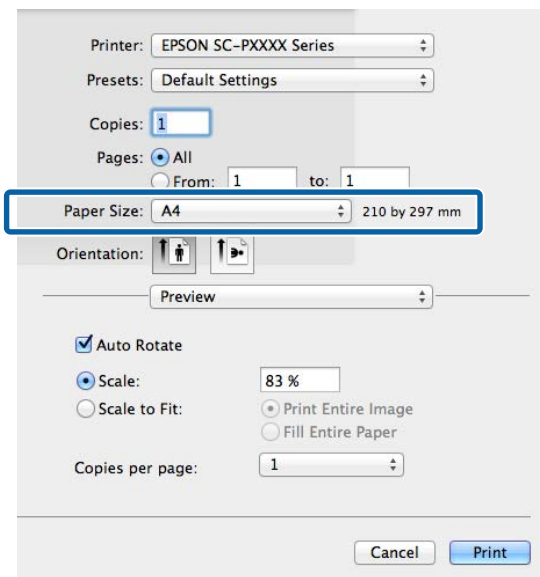 Printer: EPSON SC-PXXXX Series
Presets: Default Settings
Copies: 1
Pages: All
From: 1 to: 1
Paper Size: A4 210 by 297 mm
Orientation:
Preview
Auto Rotate
Scale: 83 %
Scale to Fit: Print Entire Image
Fill Entire Paper
Copies per page: 1
Cancel Print